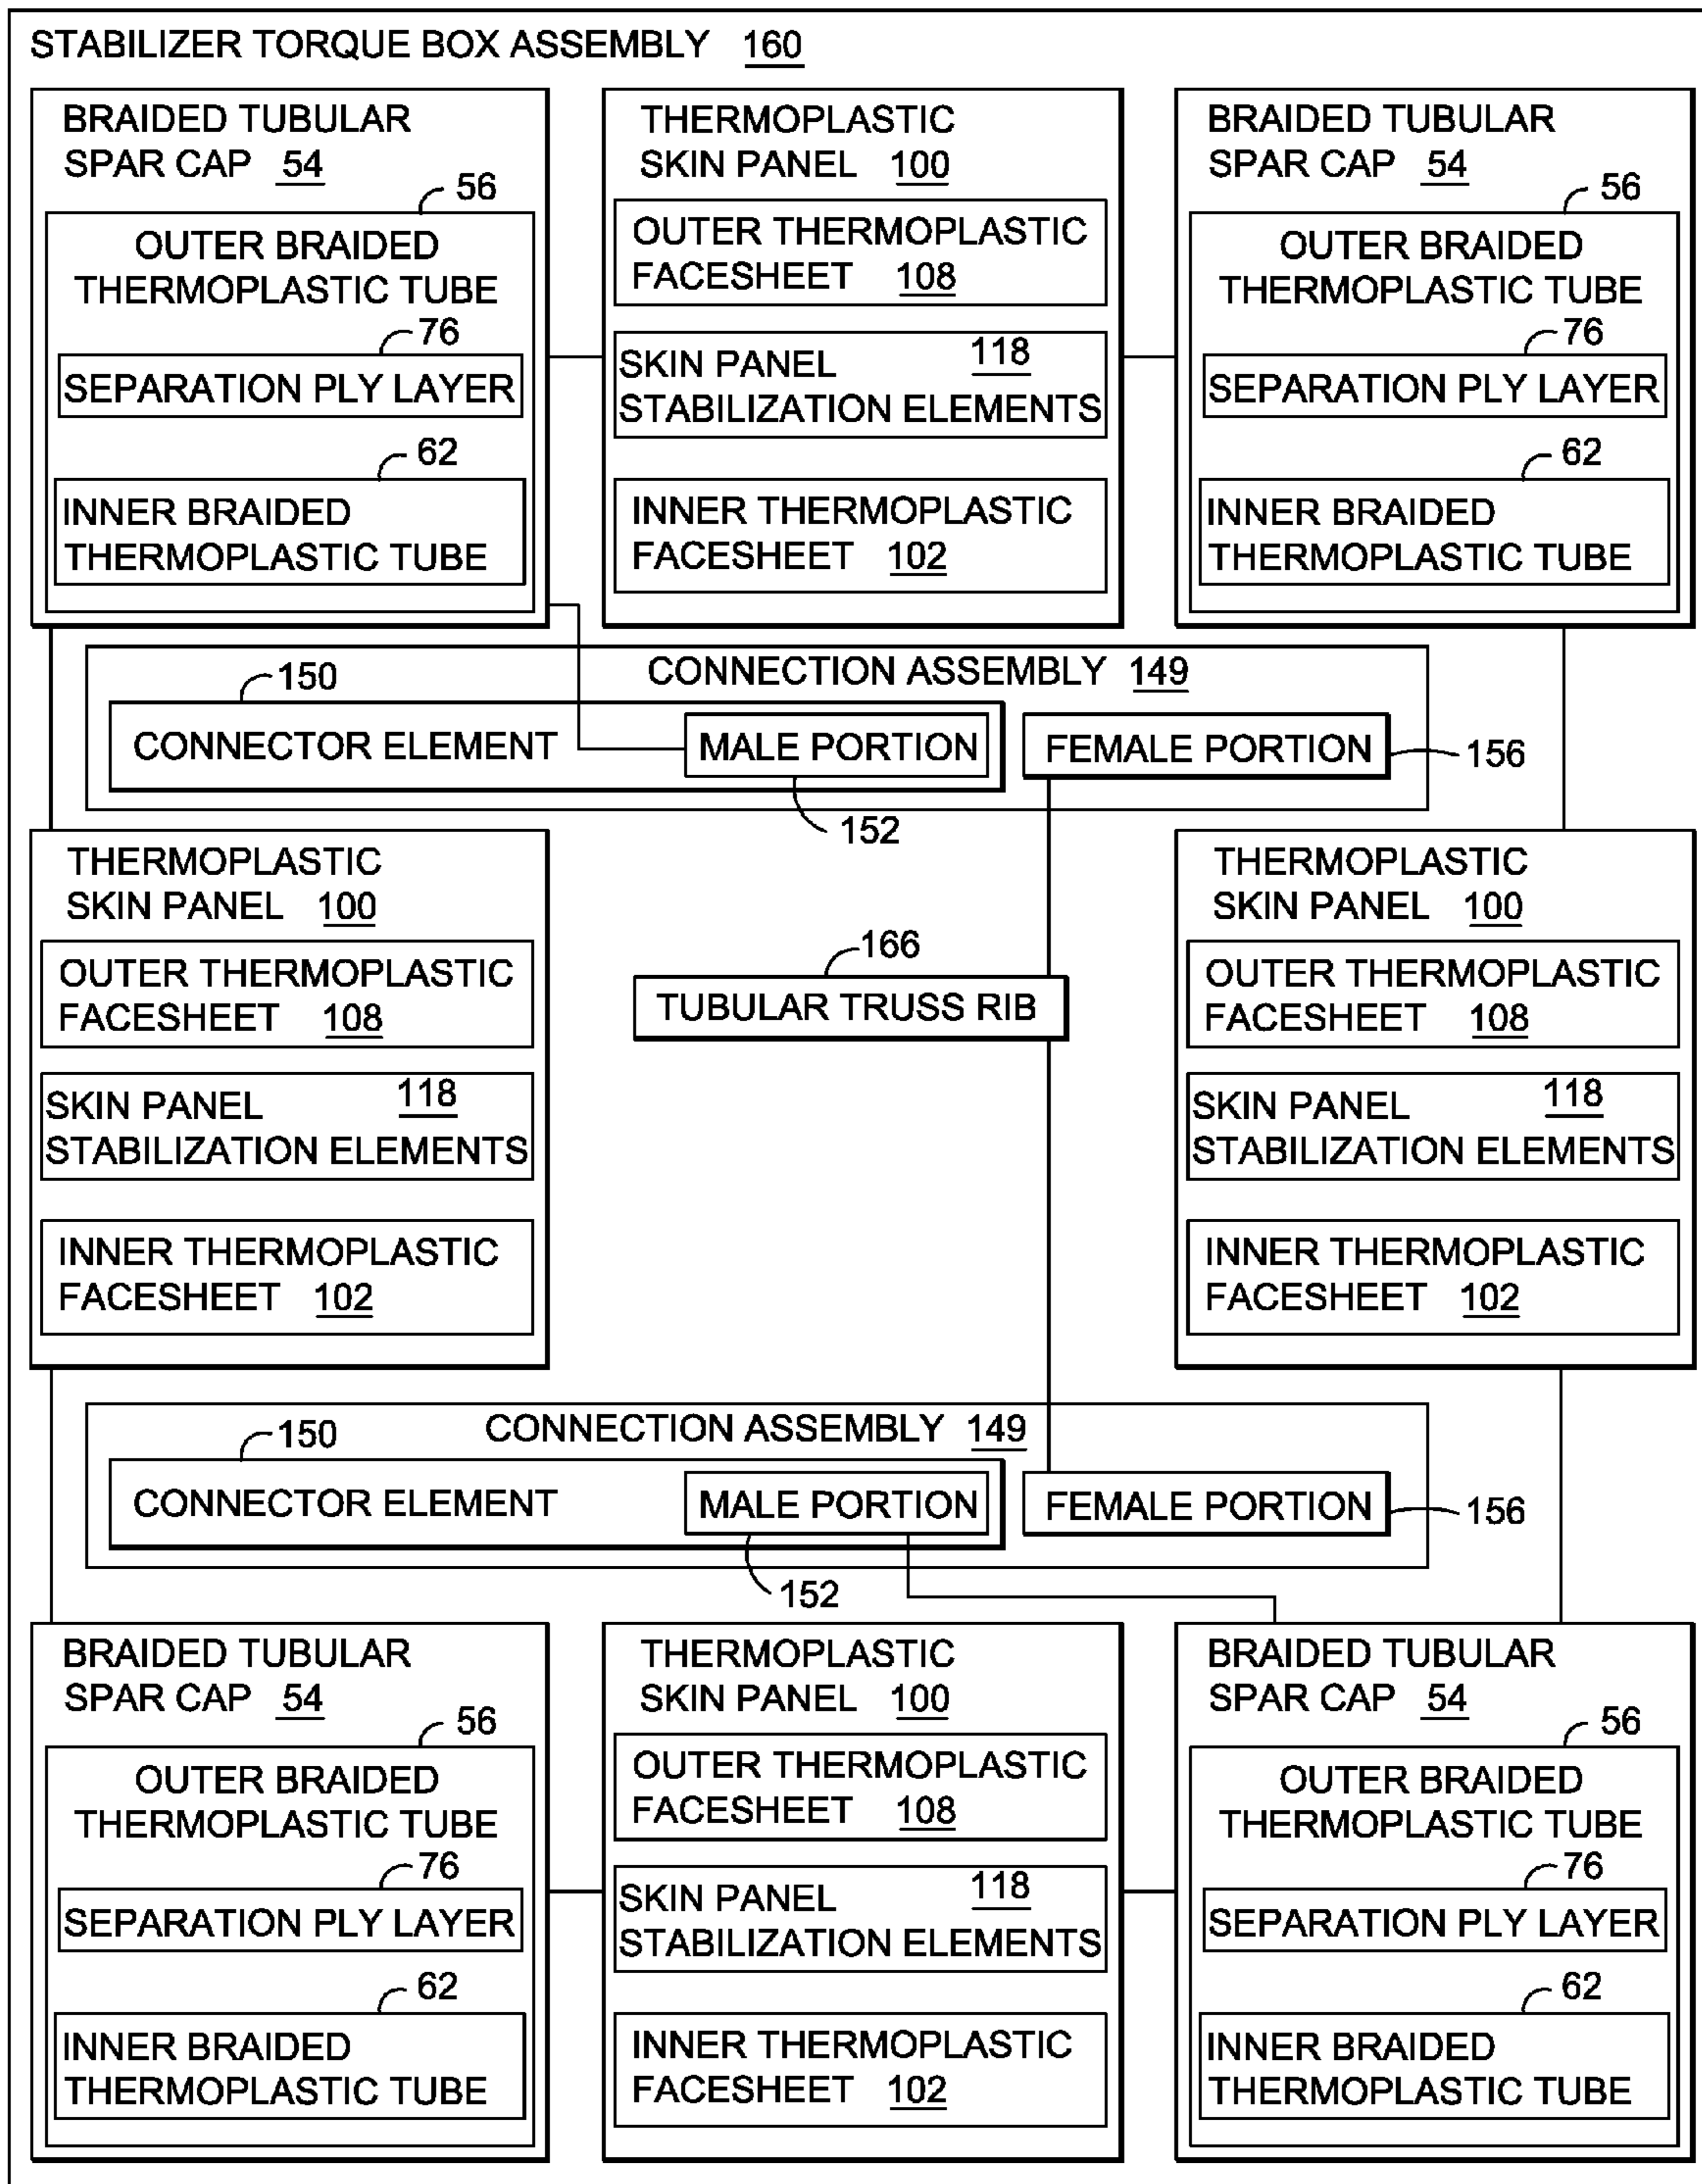 STABILIZER TORQUE BOX ASSEMBLY 160
BRAIDED TUBULAR
SPAR CAP 54
56
OUTER BRAIDED
THERMOPLASTIC TUBE
76
SEPARATION PLY LAYER
62
INNER BRAIDED
THERMOPLASTIC TUBE
THERMOPLASTIC
SKIN PANEL 100
OUTER THERMOPLASTIC
FACESHEET 108
SKIN PANEL 118
STABILIZATION ELEMENTS
INNER THERMOPLASTIC
FACESHEET 102
BRAIDED TUBULAR
SPAR CAP 54
56
OUTER BRAIDED
THERMOPLASTIC TUBE
76
SEPARATION PLY LAYER
62
INNER BRAIDED
THERMOPLASTIC TUBE
CONNECTION ASSEMBLY 149
150
CONNECTOR ELEMENT
MALE PORTION
FEMALE PORTION
156
152
THERMOPLASTIC
SKIN PANEL 100
OUTER THERMOPLASTIC
FACESHEET 108
SKIN PANEL 118
STABILIZATION ELEMENTS
INNER THERMOPLASTIC
FACESHEET 102
166
TUBULAR TRUSS RIB
THERMOPLASTIC
SKIN PANEL 100
OUTER THERMOPLASTIC
FACESHEET 108
SKIN PANEL 118
STABILIZATION ELEMENTS
INNER THERMOPLASTIC
FACESHEET 102
CONNECTION ASSEMBLY 149
150
CONNECTOR ELEMENT
MALE PORTION
FEMALE PORTION
156
152
BRAIDED TUBULAR
SPAR CAP 54
56
OUTER BRAIDED
THERMOPLASTIC TUBE
76
SEPARATION PLY LAYER
62
INNER BRAIDED
THERMOPLASTIC TUBE
THERMOPLASTIC
SKIN PANEL 100
OUTER THERMOPLASTIC
FACESHEET 108
SKIN PANEL 118
STABILIZATION ELEMENTS
INNER THERMOPLASTIC
FACESHEET 102
BRAIDED TUBULAR
SPAR CAP 54
56
OUTER BRAIDED
THERMOPLASTIC TUBE
76
SEPARATION PLY LAYER
62
INNER BRAIDED
THERMOPLASTIC TUBE